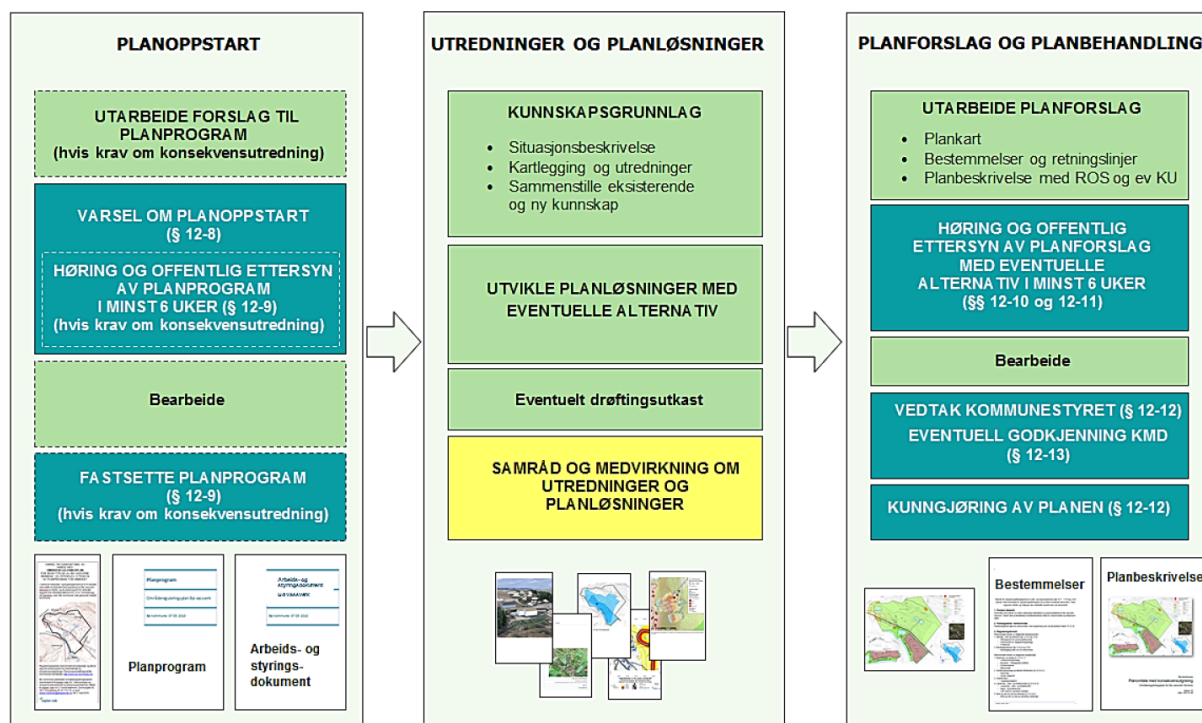 PLANOPPSTART
UTARBEIDE FORSLAG TIL
PLANPROGRAM
(hvis krav om konsekvensutredning)
VARSEL OM PLANOPPSTART
(§ 12-8)
HØRING OG OFFENTLIG ETTERSYN
AV PLANPROGRAM
I MINST 6 UKER (§ 12-9)
(hvis krav om konsekvensutredning)
Bearbeide
FASTSETTE PLANPROGRAM
(§ 12-9)
(hvis krav om konsekvensutredning)
Planprogram
Planprogram
Arbeids- og
styringsdokument
Arbeids- og
styrings-
dokument
UTREDNINGER OG PLANLØSNINGER
KUNNSKAPSGRUNNLAG
• Situasjonsbeskrivelse
• Kartlegging og utredninger
• Sammenstille eksisterende
og ny kunnskap
UTVIKLE PLANLØSNINGER MED
EVENTUELLE ALTERNATIV
Eventuelt drøftingsutkast
SAMRÅD OG MEDVIRKNING OM
UTREDNINGER OG
PLANLØSNINGER
PLANFORSLAG OG PLANBEHANDLING
UTARBEIDE PLANFORSLAG
• Plankart
• Bestemmelser og retningslinjer
• Planbeskrivelse med ROS og ev KU
HØRING OG OFFENTLIG
ETTERSYN AV PLANFORSLAG
MED EVENTUELLE
ALTERNATIV I MINST 6 UKER
(§§ 12-10 og 12-11)
Bearbeide
VEDTAK KOMMUNESTYRET (§ 12-12)
EVENTUELL GODKJENNING KMD
(§ 12-13)
KUNNGJØRING AV PLANEN (§ 12-12)
Bestemmelser
Planbeskrivelse